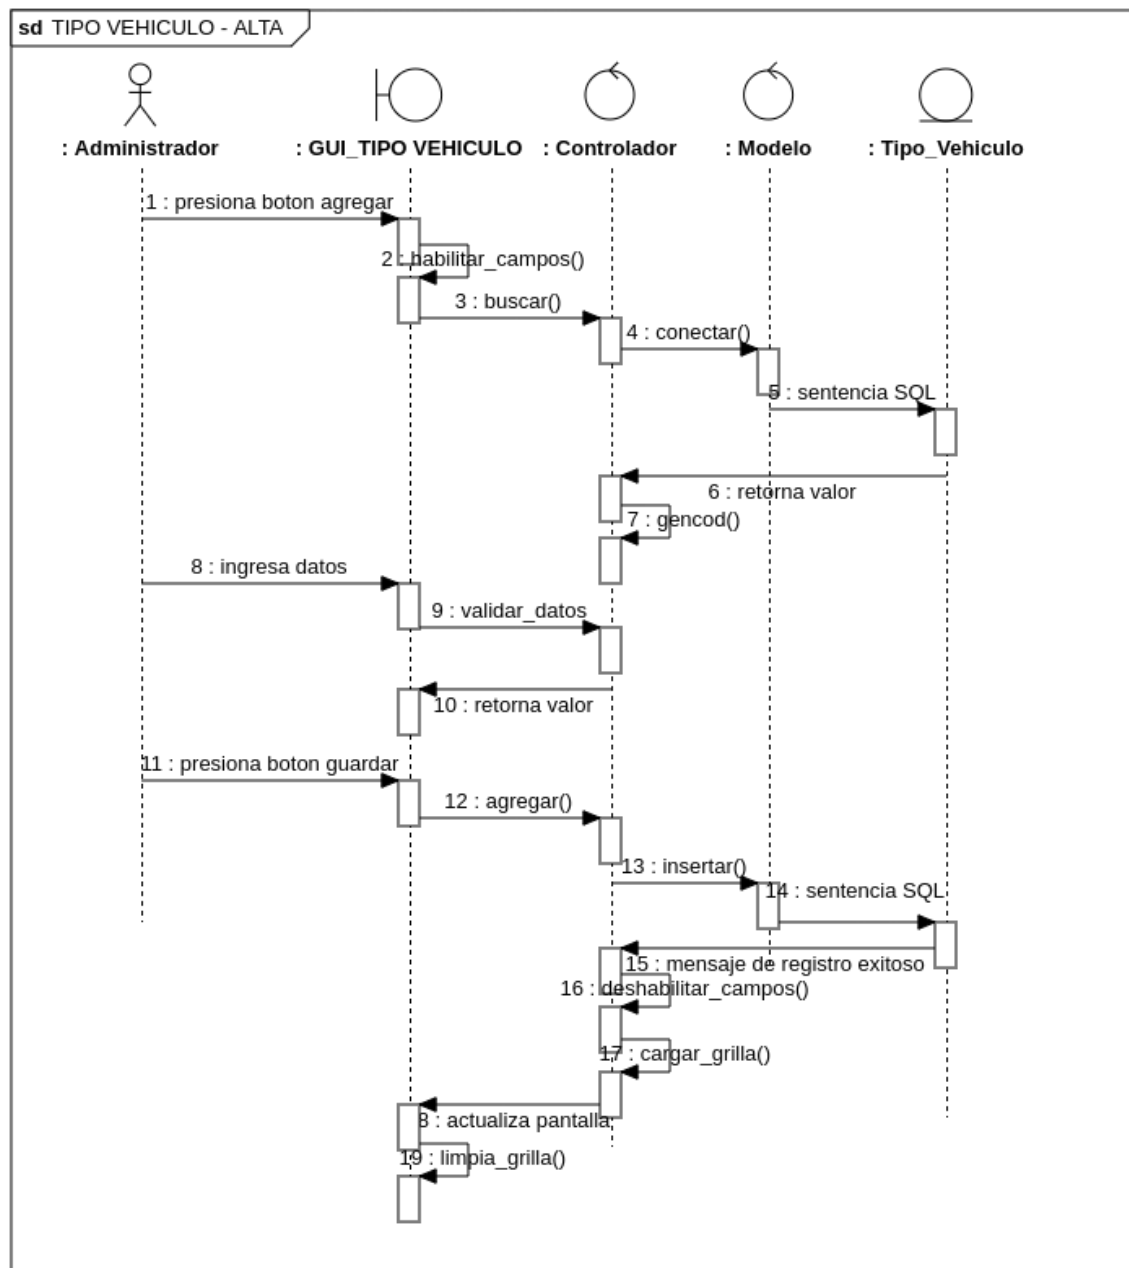 sd TIPO VEHICULO - ALTA
: Administrador
: GUI_TIPO VEHICULO
: Controlador
: Modelo
: Tipo_Vehiculo
1 : presiona boton agregar
2 : habilitar_campos()
3 : buscar()
4 : conectar()
5 : sentencia SQL
6 : retorna valor
7 : gencod()
8 : ingresa datos
9 : validar_datos
10 : retorna valor
11 : presiona boton guardar
12 : agregar()
13 : insertar()
14 : sentencia SQL
15 : mensaje de registro exitoso
16 : deshabilitar_campos()
17 : cargar_grilla()
8 : actualiza pantalla
19 : limpia_grilla()